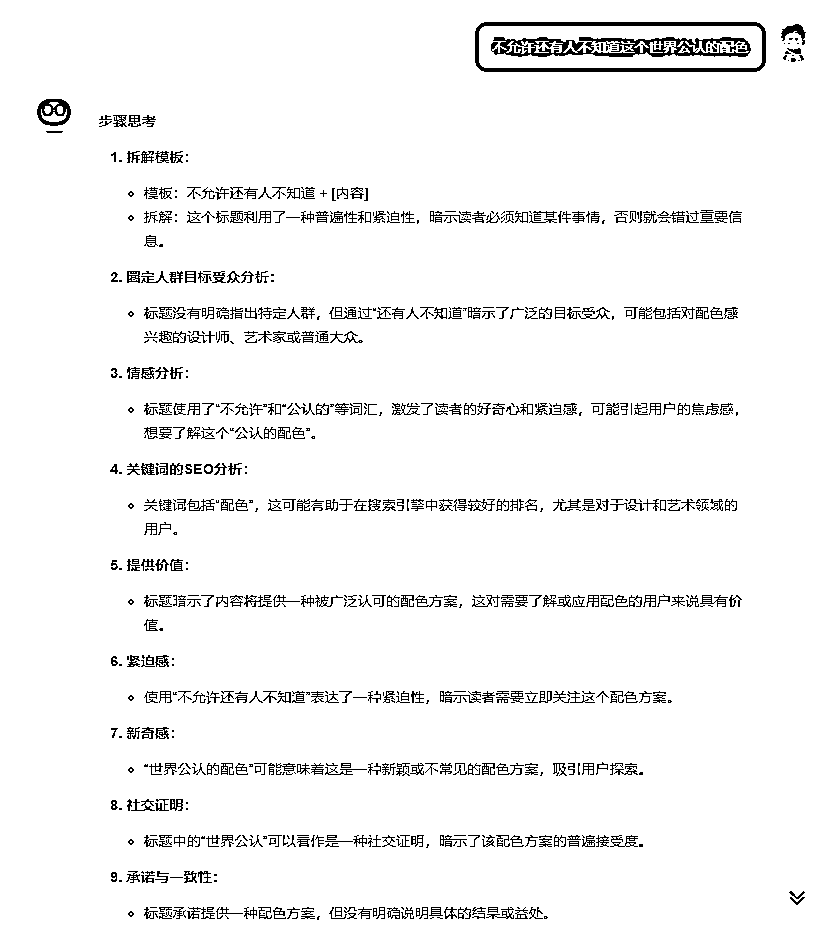 不允许还有人不知道这个世界公认的配色
步骤思考
1. 拆解模板：
模板：不允许还有人不知道 + [内容]
拆解：这个标题利用了一种普遍性和紧迫性，暗示读者必须知道某件事情，否则就会错过重要信
息。
2. 圈定人群目标受众分析：
标题没有明确指出特定人群，但通过“还有人不知道”暗示了广泛的目标受众，可能包括对配色感
兴趣的设计师、艺术家或普通大众。
3. 情感分析：
标题使用了“不允许”和“公认的”等词汇，激发了读者的好奇心和紧迫感，可能引起用户的焦虑感，
想要了解这个“公认的配色”。
4. 关键词的SEO分析：
关键词包括“配色”，这可能有助于在搜索引擎中获得较好的排名，尤其是对于设计和艺术领域的
用户。
5. 提供价值：
标题暗示了内容将提供一种被广泛认可的配色方案，这对需要了解或应用配色的用户来说具有价
值。
6. 紧迫感：
使用“不允许还有人不知道”表达了一种紧迫性，暗示读者需要立即关注这个配色方案。
7. 新奇感：
“世界公认的配色”可能意味着这是一种新颖或不常见的配色方案，吸引用户探索。
8. 社交证明：
标题中的“世界公认”可以看作是一种社交证明，暗示了该配色方案的普遍接受度。
9. 承诺与一致性：
标题承诺提供一种配色方案，但没有明确说明具体的结果或益处。